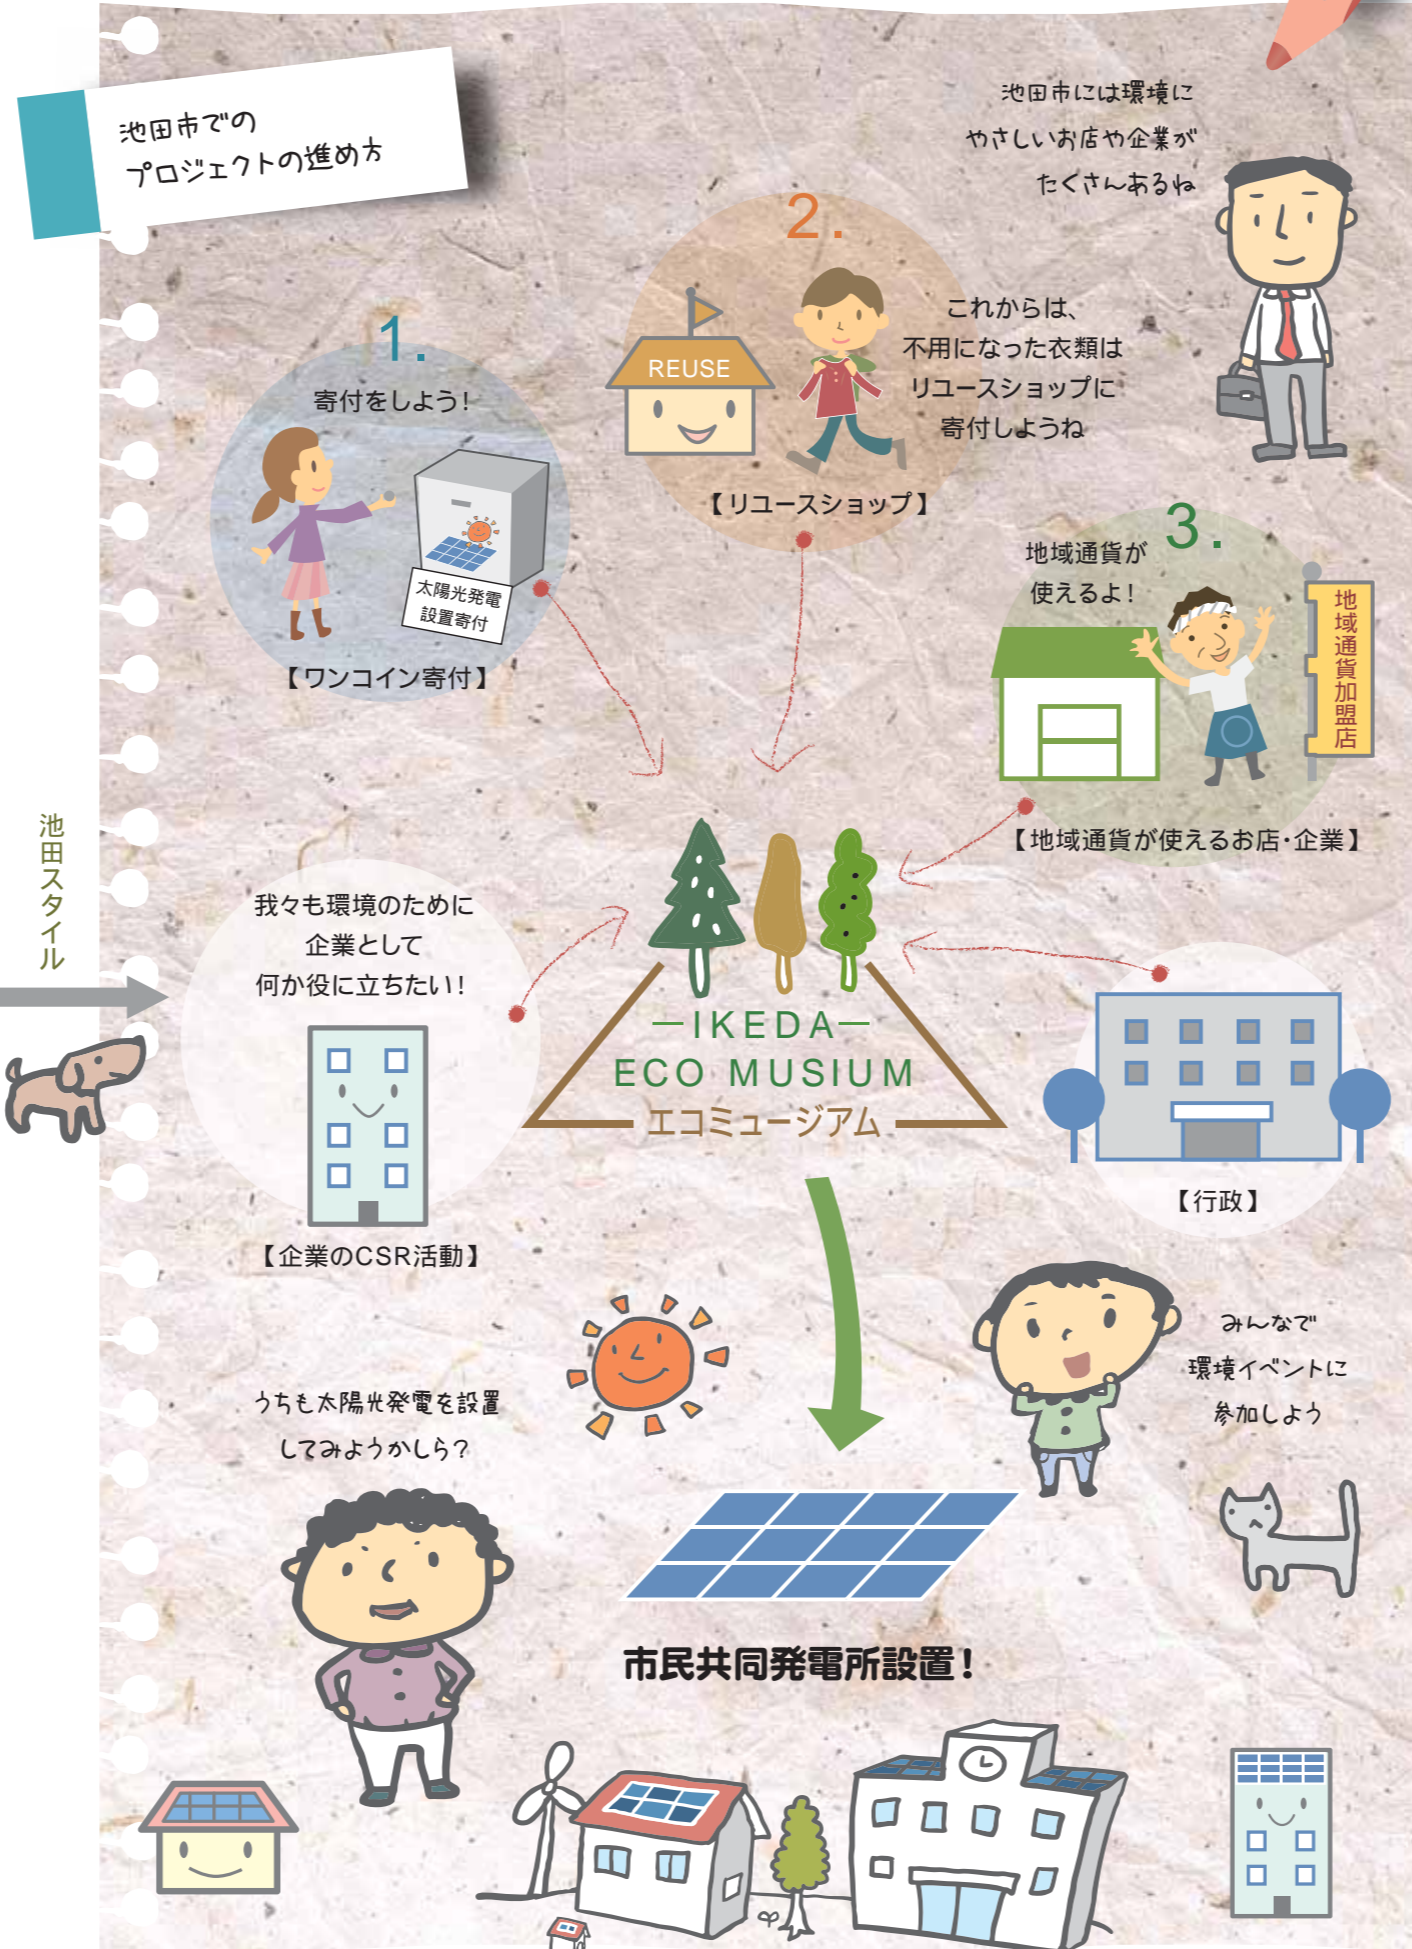 池田市での
プロジェクトの進め方
池田市には環境に
やさしいお店や企業が
たくさんあるね
1.
寄付をしよう！
太陽光発電
設置寄付
【ワンコイン寄付】
2.
REUSE
これからは、
不用になった衣類は
リユースショップに
寄付しようね
【リユースショップ】
3.
地域通貨が
使えるよ！
地域通貨加盟店
【地域通貨が使えるお店・企業】
池田スタイル
我々も環境のために
企業として
何か役に立ちたい！
【企業のCSR活動】
―IKEDA―
ECO MUSIUM
エコミュージアム
【行政】
みんなで
環境イベントに
参加しよう
うちも太陽光発電を設置
してみようかしら？
市民共同発電所設置！